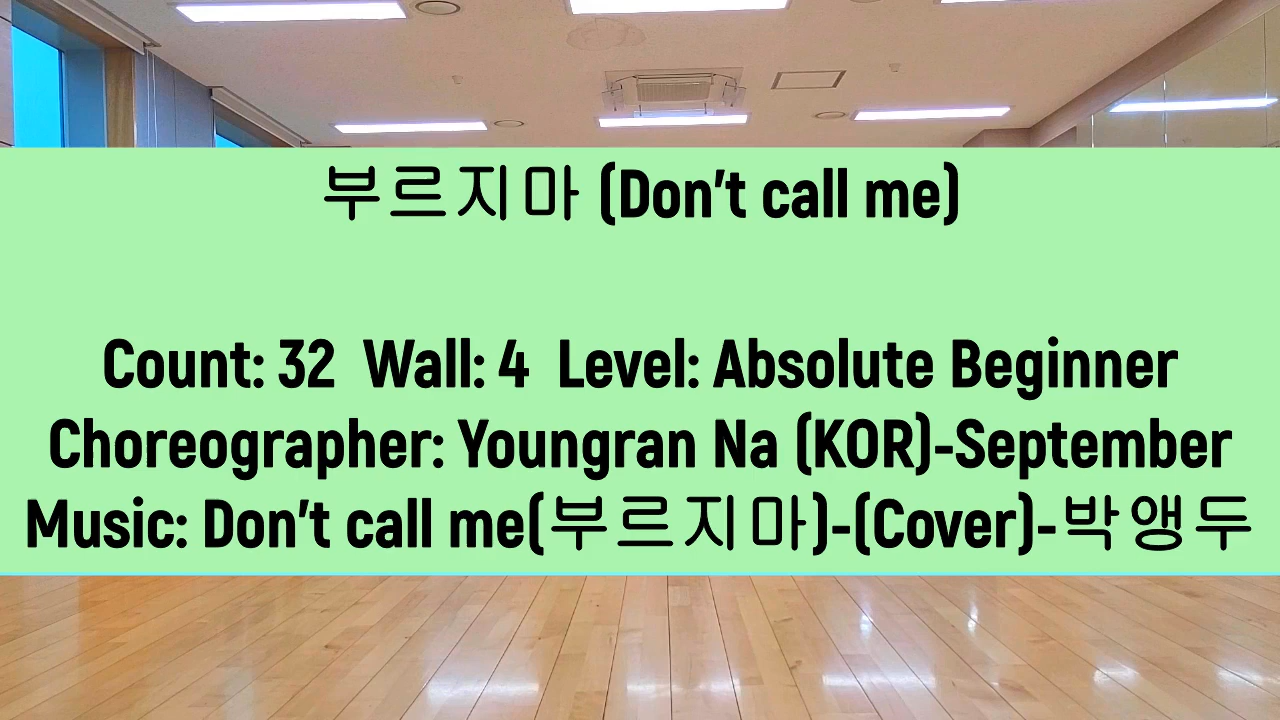 부르지마 (Don't call me)
Count: 32 Wall: 4 Level: Absolute Beginner
Choreographer: Youngran Na (KOR)-September
Music: Don't call me(부르지마)-(Cover)-박앵두